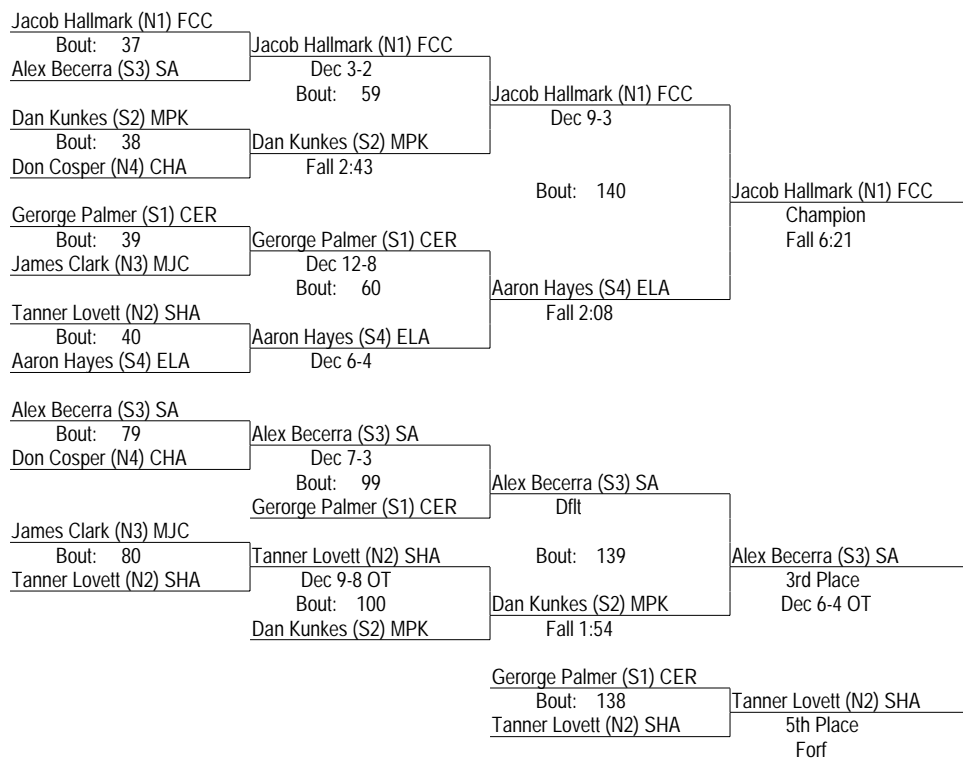 Jacob Hallmark (N1) FCC
Bout: 37
Alex Becerra (S3) SA
Jacob Hallmark (N1) FCC
Dec 3-2
Bout: 59
Dan Kunkes (S2) MPK
Bout: 38
Don Cosper (N4) CHA
Dan Kunkes (S2) MPK
Fall 2:43
Jacob Hallmark (N1) FCC
Dec 9-3
Bout: 140
Gerorge Palmer (S1) CER
Bout: 39
James Clark (N3) MJC
Gerorge Palmer (S1) CER
Dec 12-8
Bout: 60
Tanner Lovett (N2) SHA
Bout: 40
Aaron Hayes (S4) ELA
Aaron Hayes (S4) ELA
Dec 6-4
Aaron Hayes (S4) ELA
Fall 2:08
Jacob Hallmark (N1) FCC
Champion
Fall 6:21
Alex Becerra (S3) SA
Bout: 79
Don Cosper (N4) CHA
Alex Becerra (S3) SA
Dec 7-3
Bout: 99
Gerorge Palmer (S1) CER
Alex Becerra (S3) SA
Dflt
Bout: 139
James Clark (N3) MJC
Bout: 80
Tanner Lovett (N2) SHA
Tanner Lovett (N2) SHA
Dec 9-8 OT
Bout: 100
Dan Kunkes (S2) MPK
Dan Kunkes (S2) MPK
Fall 1:54
Alex Becerra (S3) SA
3rd Place
Dec 6-4 OT
Gerorge Palmer (S1) CER
Bout: 138
Tanner Lovett (N2) SHA
Tanner Lovett (N2) SHA
5th Place
Forf